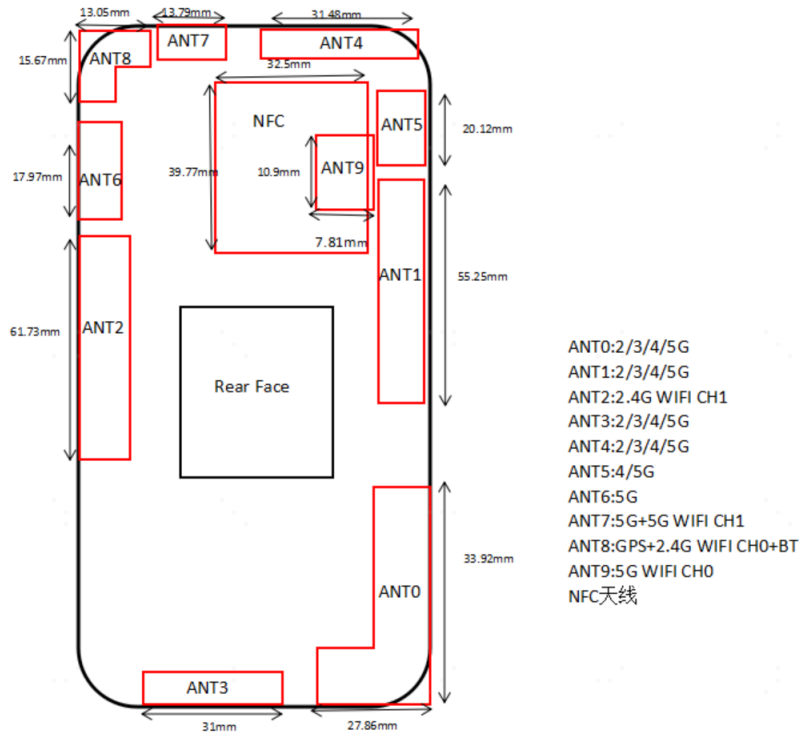 13.05mm
13.79mm
31.48mm
ANT7
ANT4
15.67mm
ANT8
32.5mm
NFC
ANT5
20.12mm
17.97mm
ANT6
39.77mm
10.9mm
ANT9
7.81mm
ANT1
55.25mm
61.73mm
ANT2
Rear Face
ANT0
33.92mm
ANT3
31mm
27.86mm
ANT0:2/3/4/5G
ANT1:2/3/4/5G
ANT2:2.4G WIFI CH1
ANT3:2/3/4/5G
ANT4:2/3/4/5G
ANT5:4/5G
ANT6:5G
ANT7:5G+5G WIFI CH1
ANT8:GPS+2.4G WIFI CH0+BT
ANT9:5G WIFI CH0
NFC天线